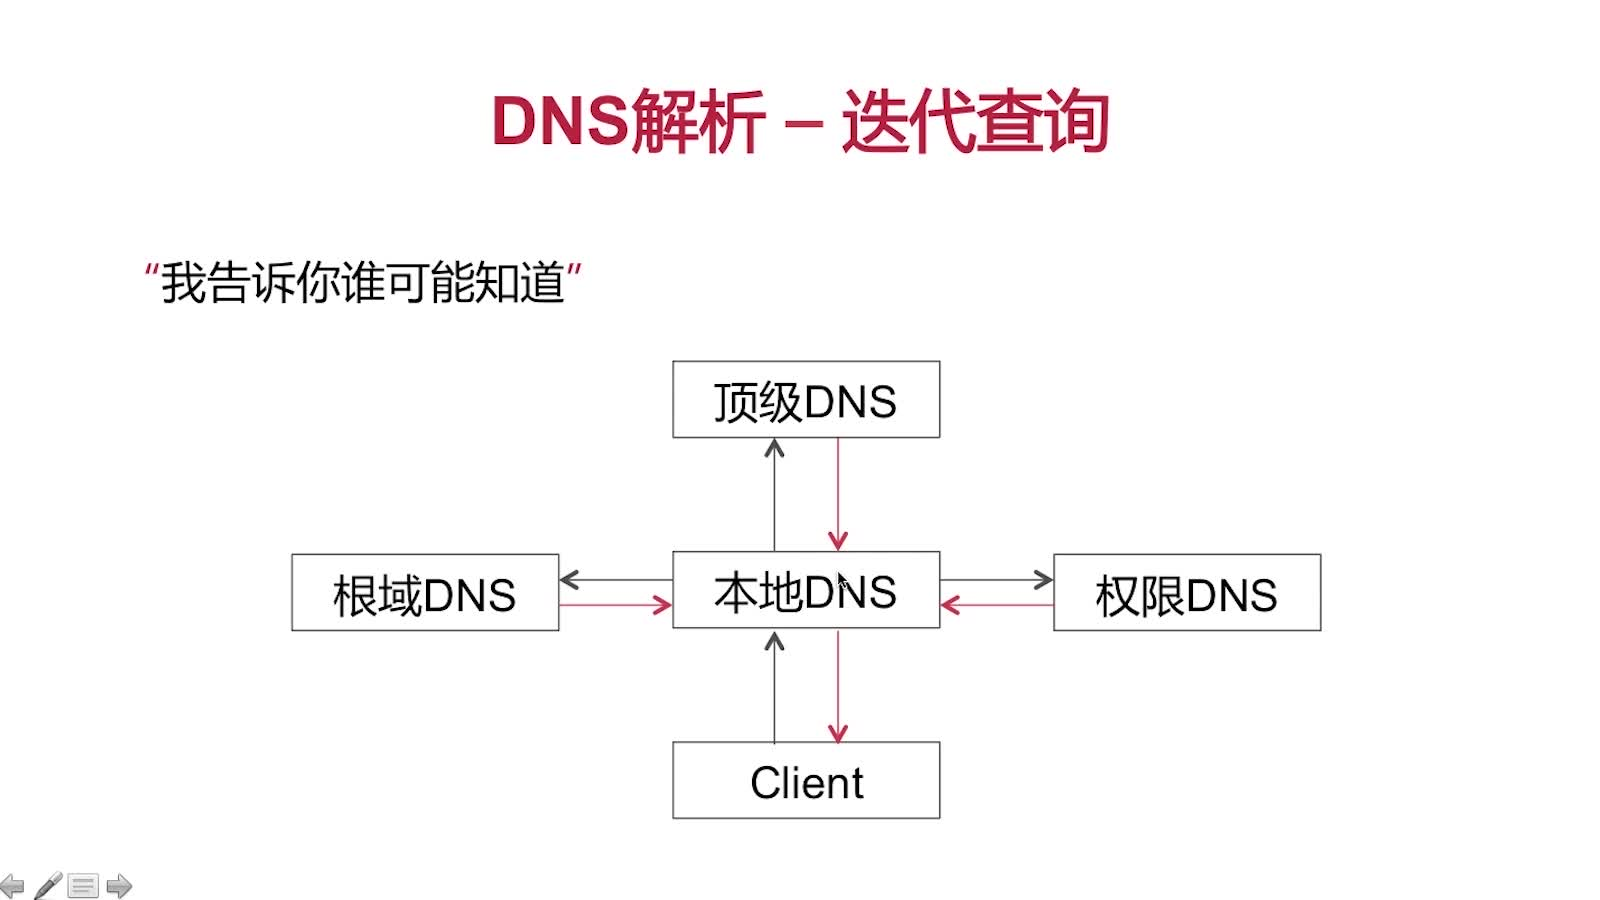 DNS解析 – 迭代查询
“我告诉你谁可能知道”
顶级DNS
根域DNS
本地DNS
权限DNS
Client